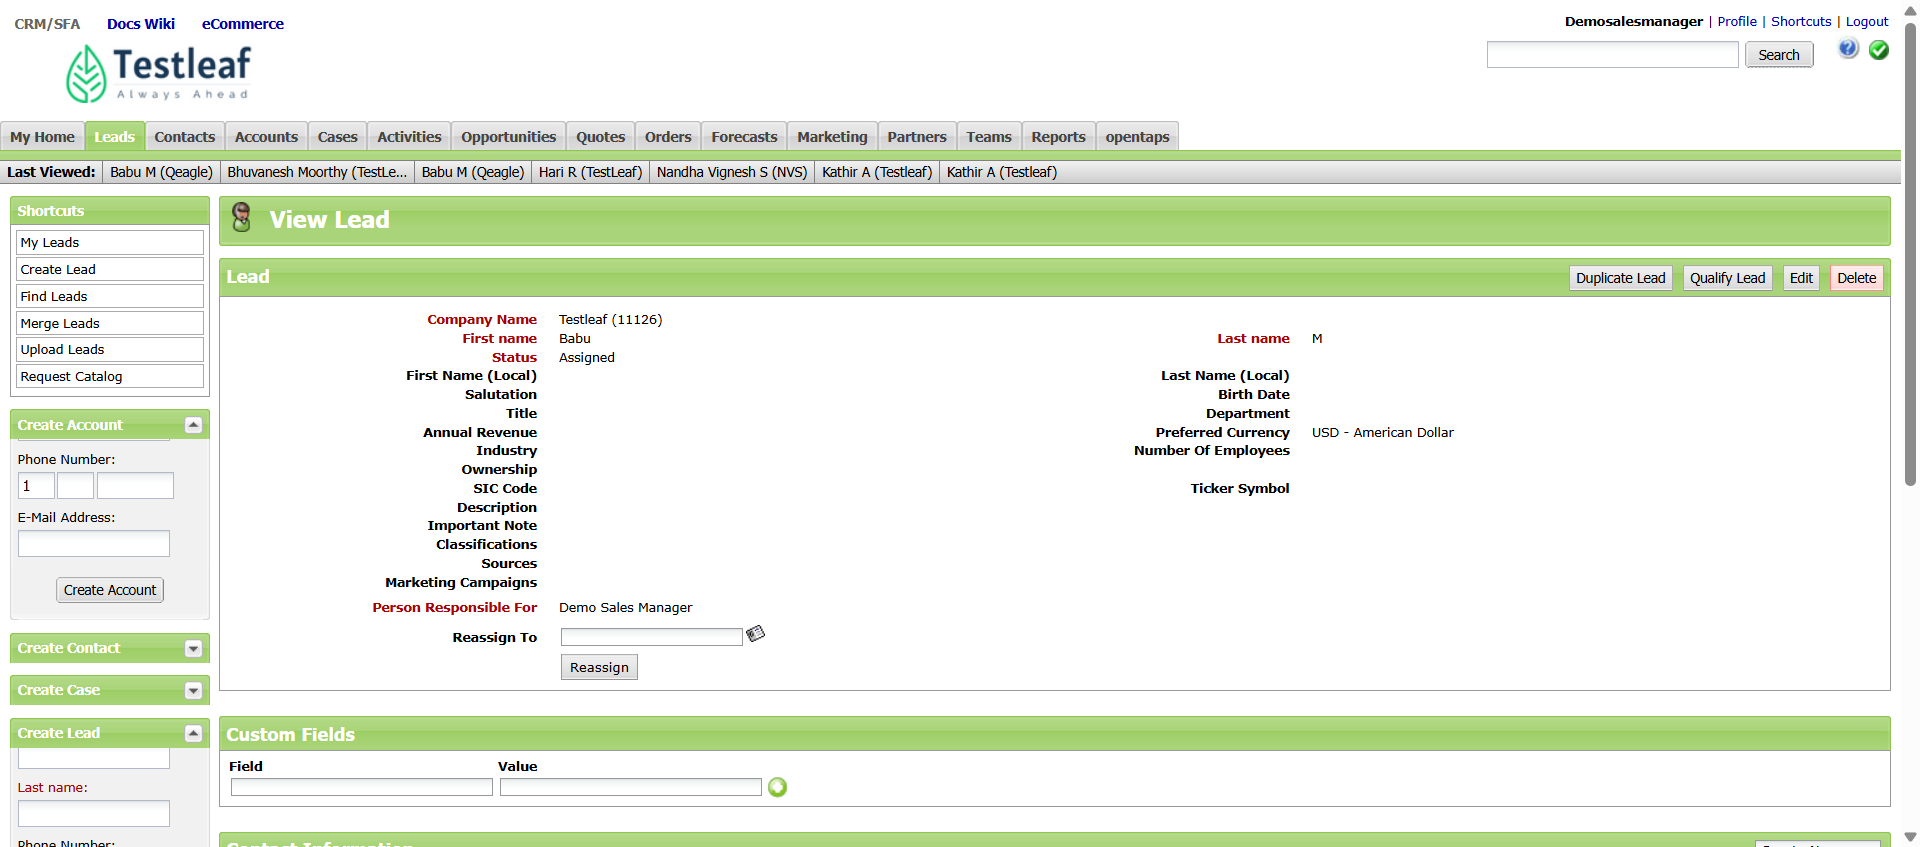 CRM/SFA Docs Wiki eCommerce
Demosalesmanager | Profile | Shortcuts | Logout
Testleaf
Always Ahead
Search
My Home Leads Contacts Accounts Cases Activities Opportunities Quotes Orders Forecasts Marketing Partners Teams Reports opentaps
Last Viewed: Babu M (Qeagle) Bhuvanesh Moorthy (TestLe... Babu M (Qeagle) Hari R (TestLeaf) Nandha Vignesh S (NVS) Kathir A (Testleaf) Kathir A (Testleaf)
Shortcuts
My Leads
Create Lead
Find Leads
Merge Leads
Upload Leads
Request Catalog
Create Account
Phone Number:
1
E-Mail Address:
Create Account
Create Contact
Create Case
Create Lead
Last name:
Phone Number:
View Lead
Lead
Duplicate Lead Qualify Lead Edit Delete
Company Name Testleaf (11126)
First name Babu Last name M
Status Assigned
First Name (Local) Last Name (Local)
Salutation Birth Date
Title Department
Annual Revenue Preferred Currency USD - American Dollar
Industry Number Of Employees
Ownership
SIC Code Ticker Symbol
Description
Important Note
Classifications
Sources
Marketing Campaigns
Person Responsible For Demo Sales Manager
Reassign To
Reassign
Custom Fields
Field Value
Contact Information